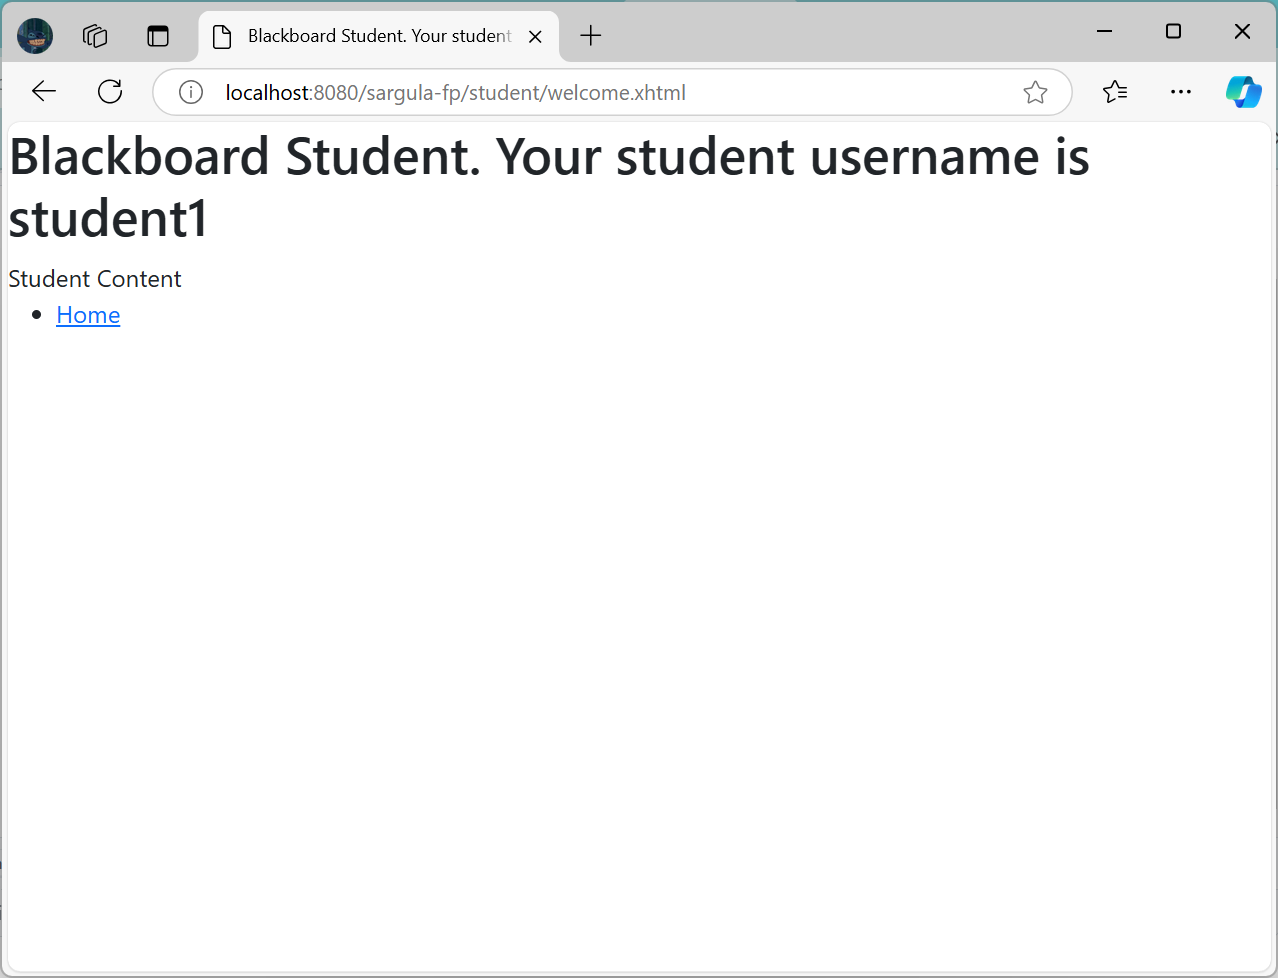 Blackboard Student. Your student
localhost:8080/sargula-fp/student/welcome.xhtml
Blackboard Student. Your student username is
student1
Student Content
Home